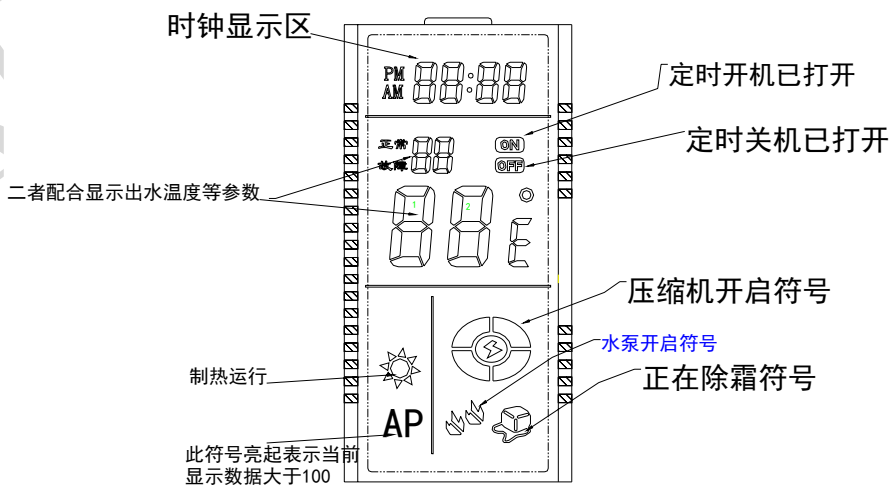 时钟显示区
PM
AM
88:88
定时开机已打开
正常
故障
88
ON
OFF
定时关机已打开
二者配合显示出水温度等参数
1
2
88
°
E
压缩机开启符号
水泵开启符号
制热运行
正在除霜符号
AP
此符号亮起表示当前
显示数据大于100